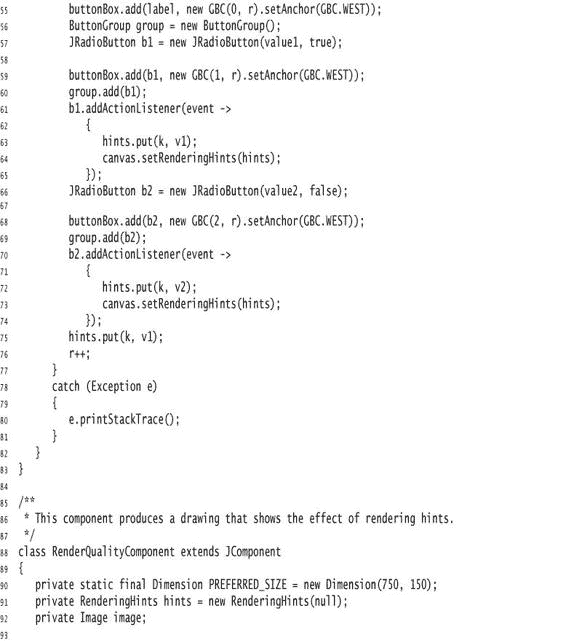 55 buttonBox.add(label, new GBC(0, r).setAnchor(GBC.WEST));
56 ButtonGroup group = new ButtonGroup();
57 JRadioButton b1 = new JRadioButton(value1, true);
58
59 buttonBox.add(b1, new GBC(1, r).setAnchor(GBC.WEST));
60 group.add(b1);
61 b1.addActionListener(event ->
62 {
63 hints.put(k, v1);
64 canvas.setRenderingHints(hints);
65 });
66 JRadioButton b2 = new JRadioButton(value2, false);
67
68 buttonBox.add(b2, new GBC(2, r).setAnchor(GBC.WEST));
69 group.add(b2);
70 b2.addActionListener(event ->
71 {
72 hints.put(k, v2);
73 canvas.setRenderingHints(hints);
74 });
75 hints.put(k, v1);
76 r++;
77 }
78 catch (Exception e)
79 {
80 e.printStackTrace();
81 }
82 }
83 }
84
85 /**
86 * This component produces a drawing that shows the effect of rendering hints.
87 */
88 class RenderQualityComponent extends JComponent
89 {
90 private static final Dimension PREFERRED_SIZE = new Dimension(750, 150);
91 private RenderingHints hints = new RenderingHints(null);
92 private Image image;
93